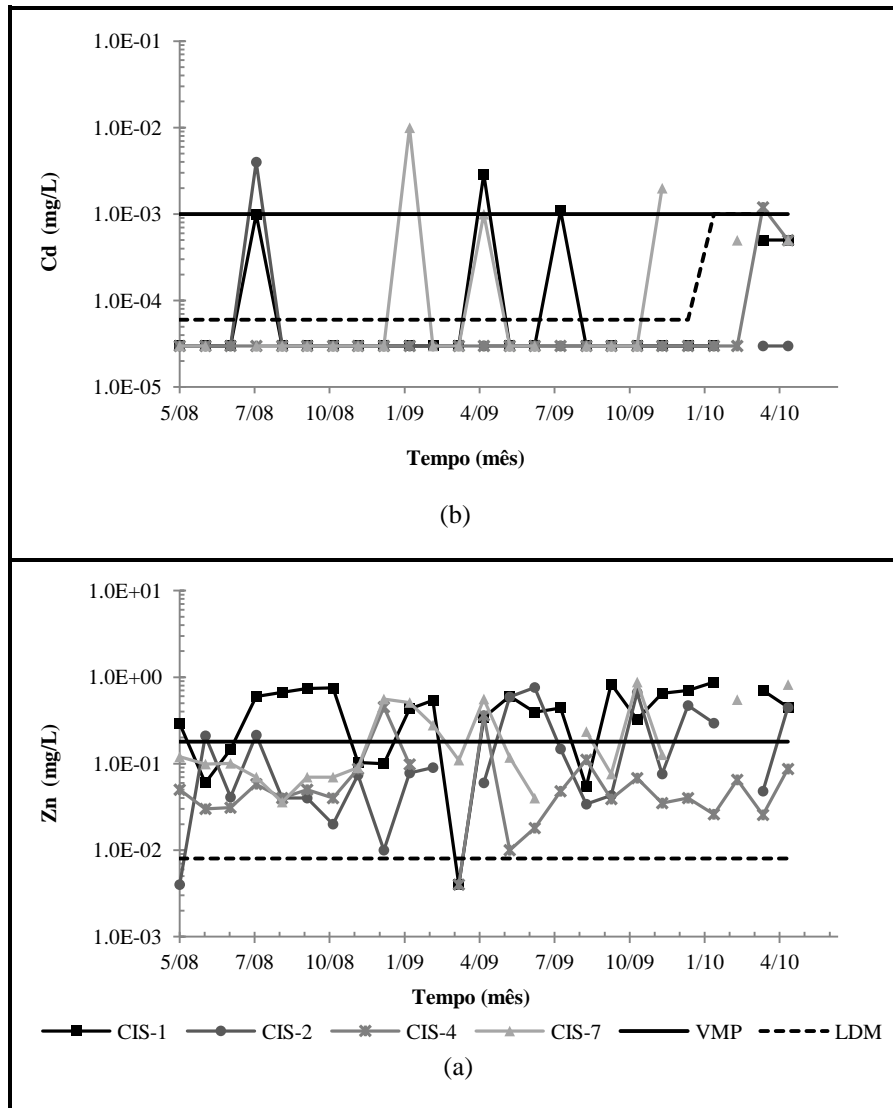 1.0E-01
1.0E-02
1.0E-03
1.0E-04
1.0E-05
Cd (mg/L)
5/08 7/08 10/08 1/09 4/09 7/09 10/09 1/10 4/10
Tempo (mês)
(b)
1.0E+01
1.0E+00
1.0E-01
1.0E-02
1.0E-03
Zn (mg/L)
5/08 7/08 10/08 1/09 4/09 7/09 10/09 1/10 4/10
Tempo (mês)
CIS-1 CIS-2 CIS-4 CIS-7 VMP LDM
(a)